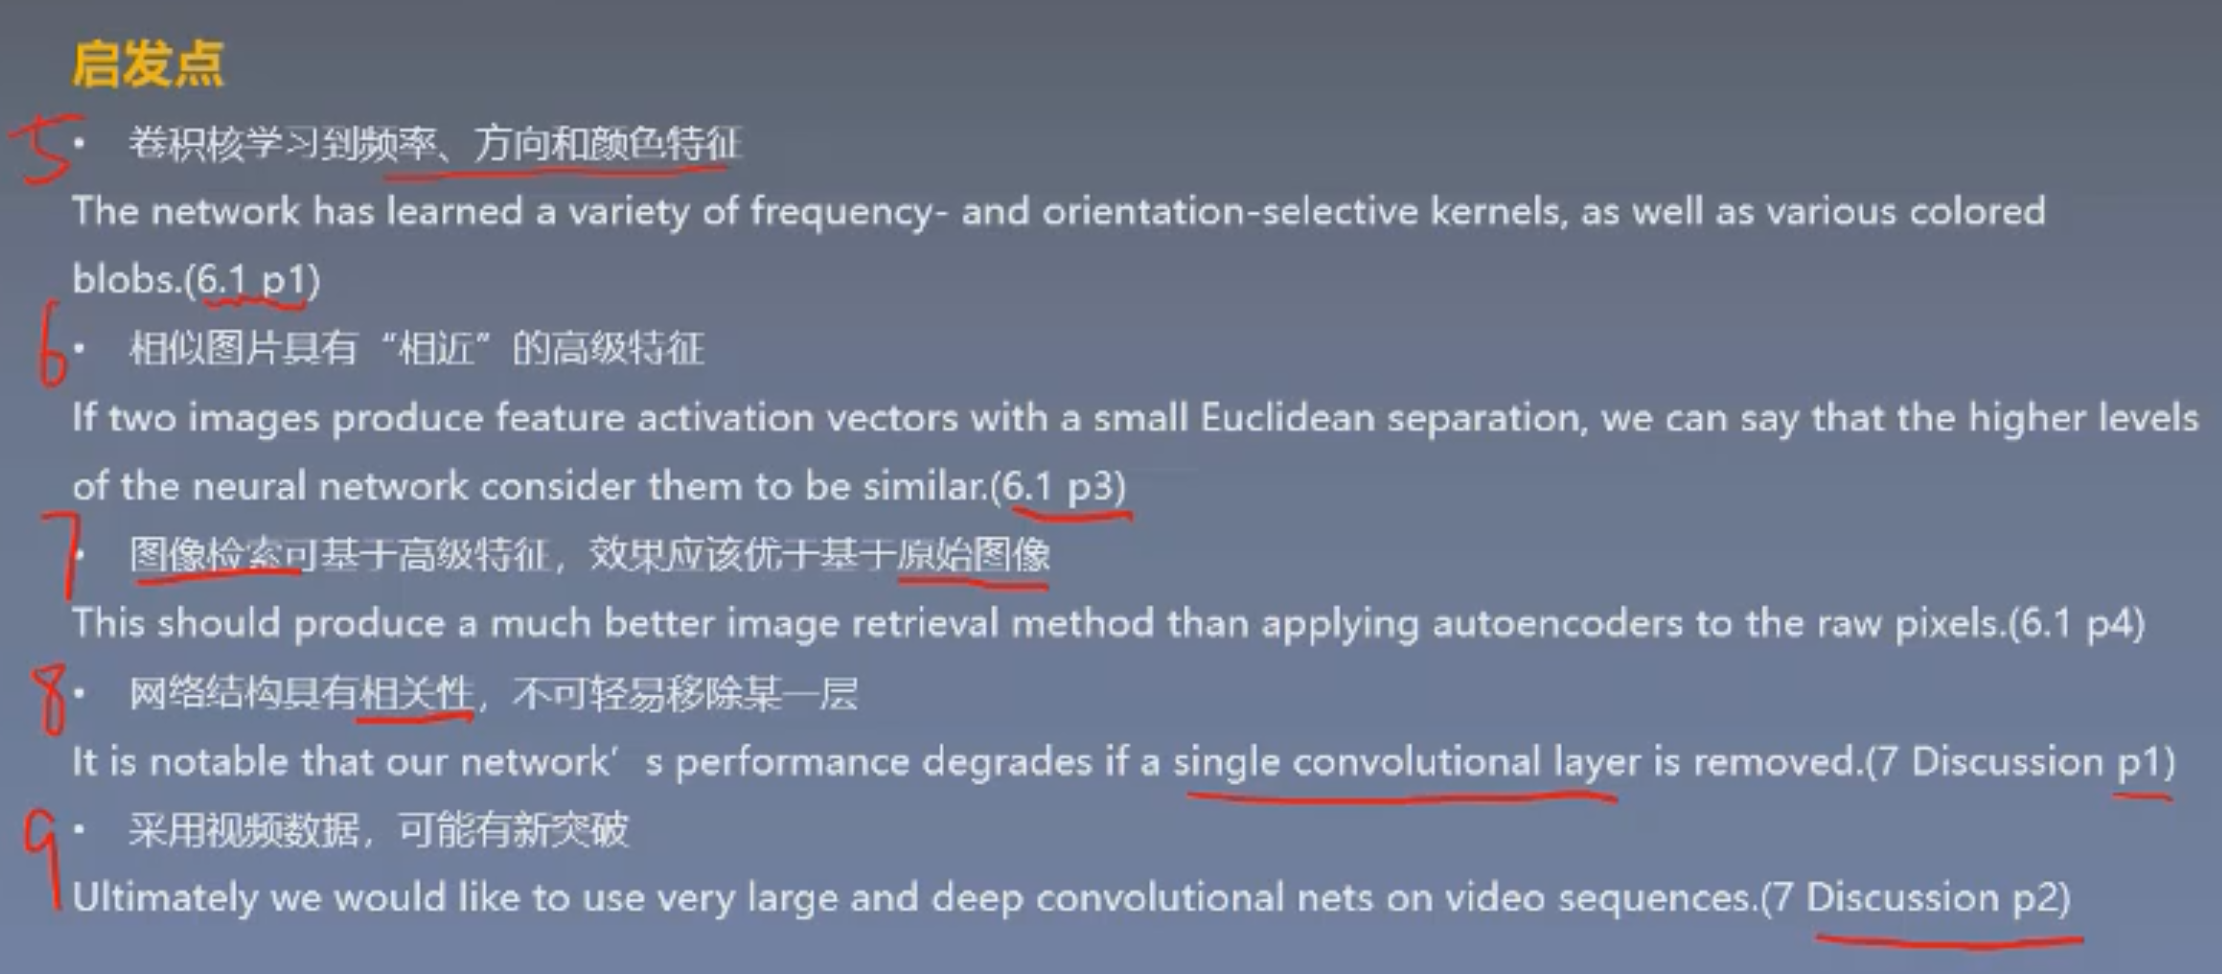 启发点
5 • 卷积核学习到频率、方向和颜色特征
The network has learned a variety of frequency- and orientation-selective kernels, as well as various colored
blobs.(6.1 p1)
6 • 相似图片具有“相近”的高级特征
If two images produce feature activation vectors with a small Euclidean separation, we can say that the higher levels
of the neural network consider them to be similar.(6.1 p3)
7 • 图像检索可基于高级特征，效果应该优于基于原始图像
This should produce a much better image retrieval method than applying autoencoders to the raw pixels.(6.1 p4)
8 • 网络结构具有相关性，不可轻易移除某一层
It is notable that our network’ s performance degrades if a single convolutional layer is removed.(7 Discussion p1)
9 • 采用视频数据，可能有新突破
Ultimately we would like to use very large and deep convolutional nets on video sequences.(7 Discussion p2)